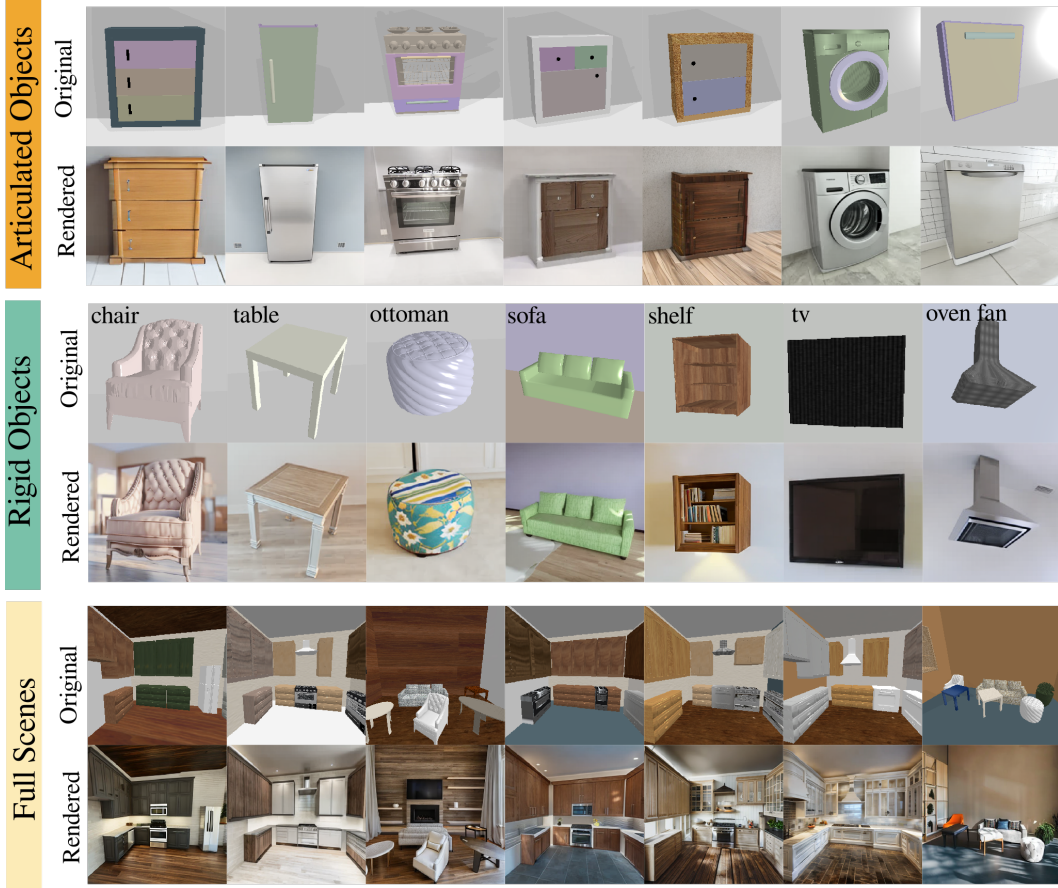 Articulated Objects
Original
Rendered
Rigid Objects
chair
table
ottoman
sofa
shelf
tv
oven fan
Original
Rendered
Full Scenes
Original
Rendered